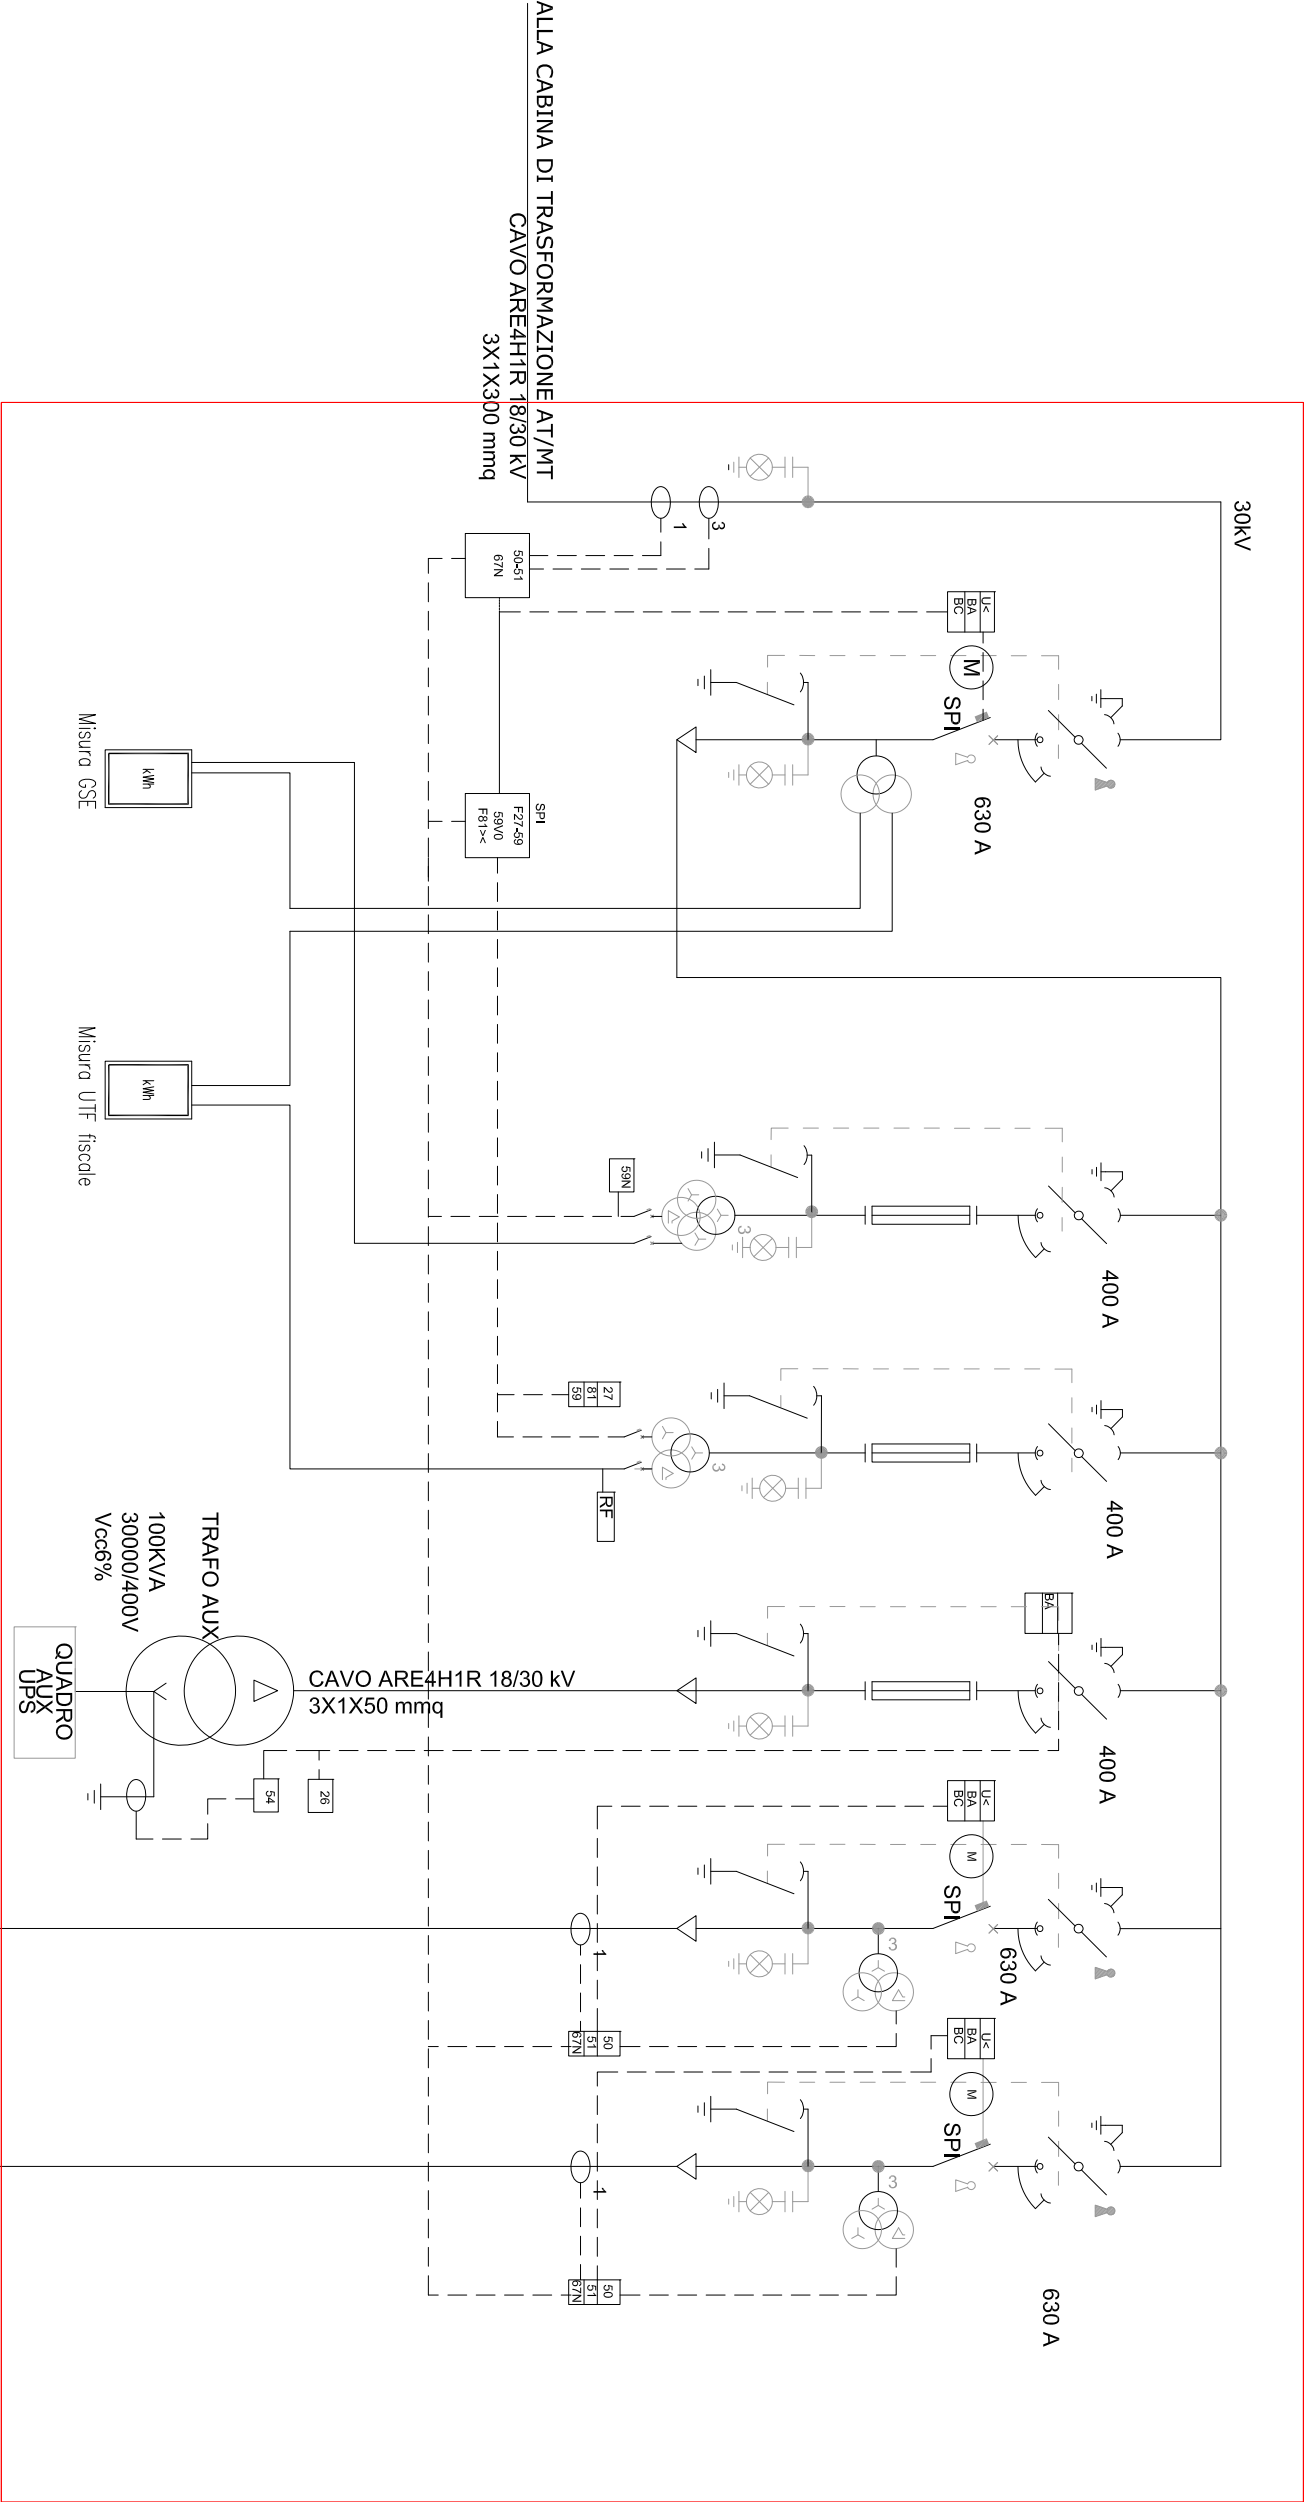 ALLA CABINA DI TRASFORMAZIONE AT/MT
CAVO ARE4H1R 18/30 kV
3X1X300 mmq
30kV
3
1
50-51
67N
U<
BA
BC
M
SPI
630 A
SPI
F27-59
59V0
F81><
Misura GSE
kWh
Misura UTF fiscale
kWh
59N
3
400 A
27
81
59
3
RF
400 A
BA
400 A
TRAFO AUX
100KVA
30000/400V
Vcc6%
CAVO ARE4H1R 18/30 kV
3X1X50 mmq
QUADRO
AUX
UPS
54
26
U<
BA
BC
M
SPI
630 A
3
1
50
51
67N
U<
BA
BC
M
SPI
630 A
3
1
50
51
67N